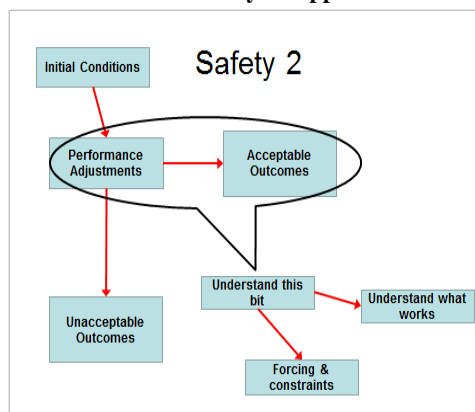 Safety 2
Initial Conditions
Performance
Adjustments
Acceptable
Outcomes
Understand this
bit
Understand what
works
Unacceptable
Outcomes
Forcing &
constraints